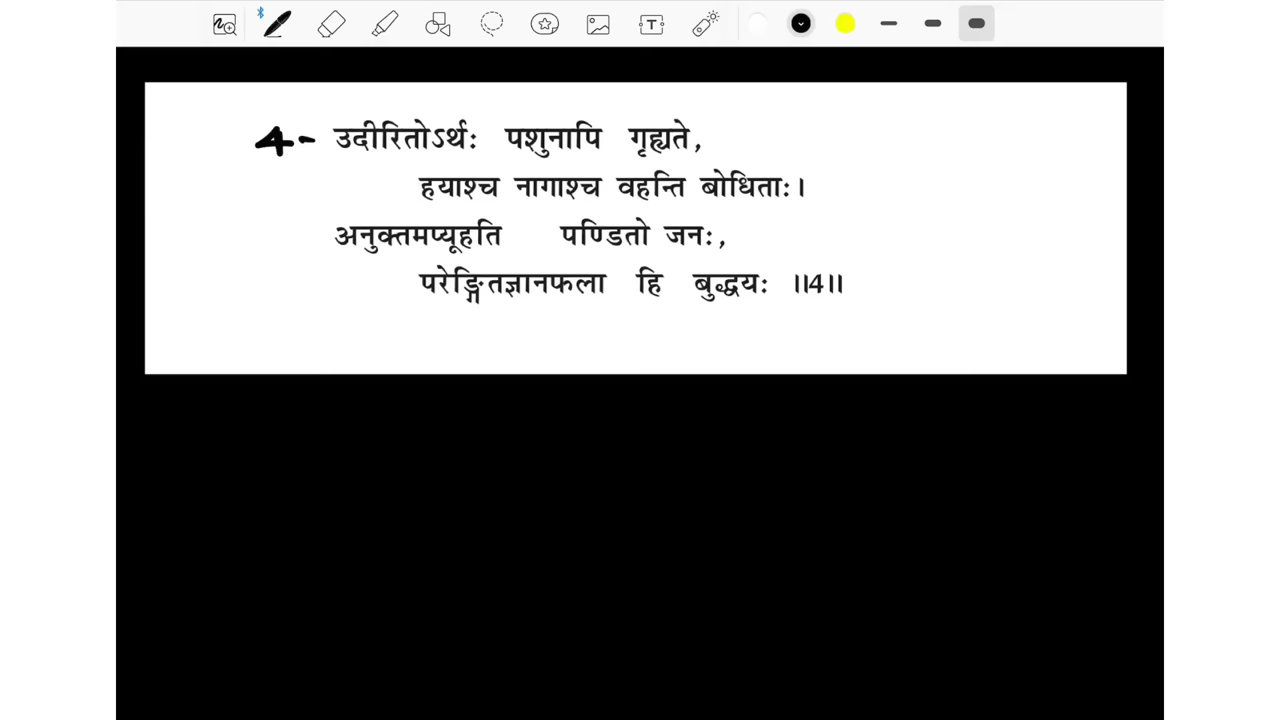 4- उदीरितोऽर्थः पशुनापि गृह्यते,
हयाश्च नागाश्च वहन्ति बोधिताः।
अनुक्तमप्यूहति पण्डितो जनः,
परेङ्गितज्ञानफला हि बुद्धयः ॥4॥